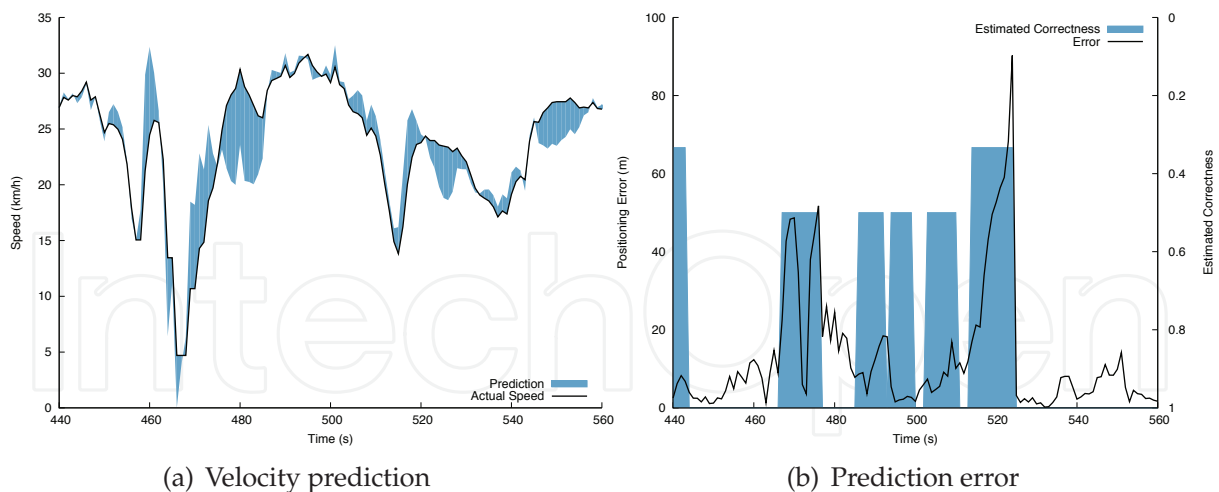 35
30
25
20
15
10
5
0
Speed (km/h)
440 460 480 500 520 540 560
Time (s)
Prediction
Actual Speed
(a) Velocity prediction
100
80
60
40
20
0
Positioning Error (m)
440 460 480 500 520 540 560
Time (s)
Estimated Correctness
Error
0
0.2
0.4
0.6
0.8
1
Estimated Correctness
(b) Prediction error
IntechOpen